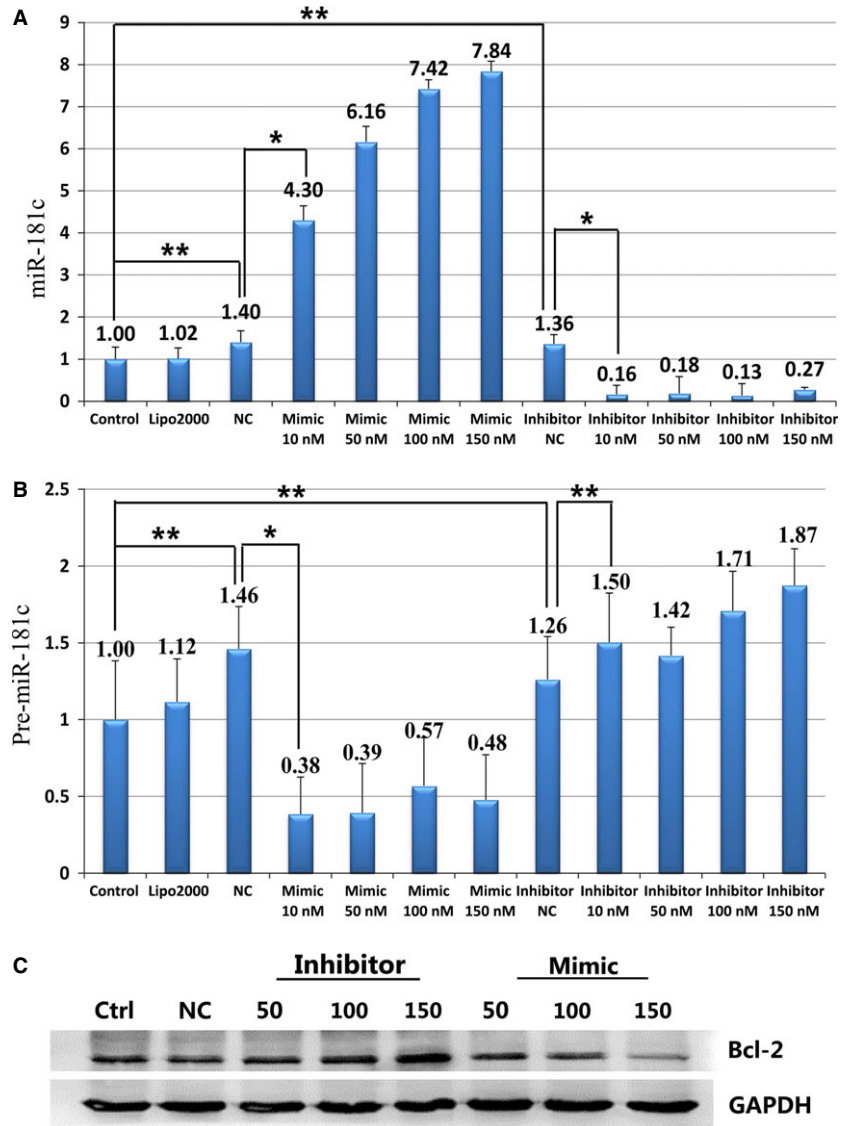 A
miR-181c
9
8
7
6
5
4
3
2
1
0
**
**
*
*
1.00
1.02
1.40
4.30
6.16
7.42
7.84
1.36
0.16
0.18
0.13
0.27
Control
Lipo2000
NC
Mimic
10 nM
Mimic
50 nM
Mimic
100 nM
Mimic
150 nM
Inhibitor
NC
Inhibitor
10 nM
Inhibitor
50 nM
Inhibitor
100 nM
Inhibitor
150 nM
B
Pre-miR-181c
2.5
2
1.5
1
0.5
0
**
**
*
**
1.00
1.12
1.46
0.38
0.39
0.57
0.48
1.26
1.50
1.42
1.71
1.87
Control
Lipo2000
NC
Mimic
10 nM
Mimic
50 nM
Mimic
100 nM
Mimic
150 nM
Inhibitor
NC
Inhibitor
10 nM
Inhibitor
50 nM
Inhibitor
100 nM
Inhibitor
150 nM
C
Inhibitor Mimic
Ctrl NC 50 100 150 50 100 150
Bcl-2
GAPDH